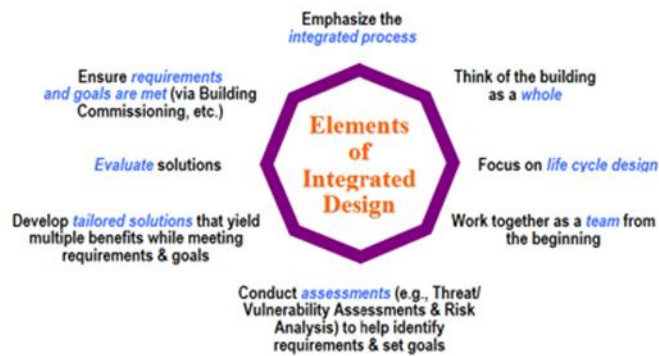 Emphasize the
integrated process
Think of the building
as a whole
Focus on life cycle design
Work together as a team from
the beginning
Conduct assessments (e.g., Threat/
Vulnerability Assessments & Risk
Analysis) to help identify
requirements & set goals
Develop tailored solutions that yield
multiple benefits while meeting
requirements & goals
Evaluate solutions
Ensure requirements
and goals are met (via Building
Commissioning, etc.)
Elements
of
Integrated
Design